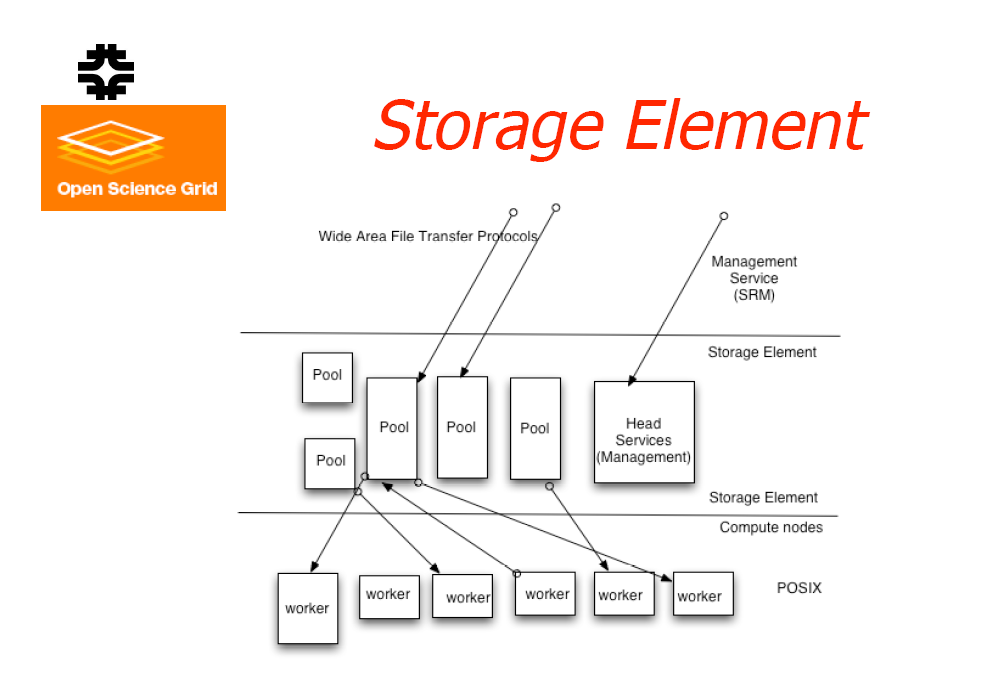 Storage Element
Open Science Grid
Wide Area File Transfer Protocols
Management
Service
(SRM)
Storage Element
Pool
Pool
Pool
Pool
Head
Services
(Management)
Pool
Storage Element
Compute nodes
worker
worker
worker
worker
worker
worker
POSIX